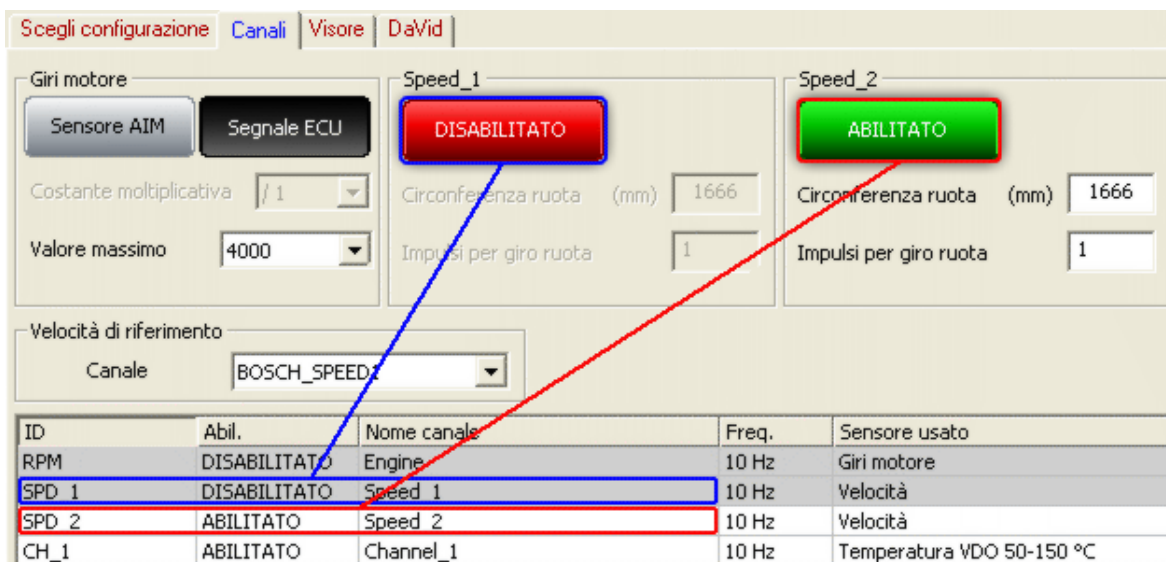 Scegli configurazione Canali Visore DaVid
Giri motore Speed_1 Speed_2
Sensore AIM Segnale ECU DISABILITATO ABILITATO
Costante moltiplicativa / 1 Circonferenza ruota (mm) 1666 Circonferenza ruota (mm) 1666
Valore massimo 4000 Impulsi per giro ruota 1 Impulsi per giro ruota 1
Velocità di riferimento
Canale BOSCH_SPEED1
ID Abil. Nome canale Freq. Sensore usato
RPM DISABILITATO Engine 10 Hz Giri motore
SPD_1 DISABILITATO Speed_1 10 Hz Velocità
SPD_2 ABILITATO Speed_2 10 Hz Velocità
CH_1 ABILITATO Channel_1 10 Hz Temperatura VDO 50-150 °C